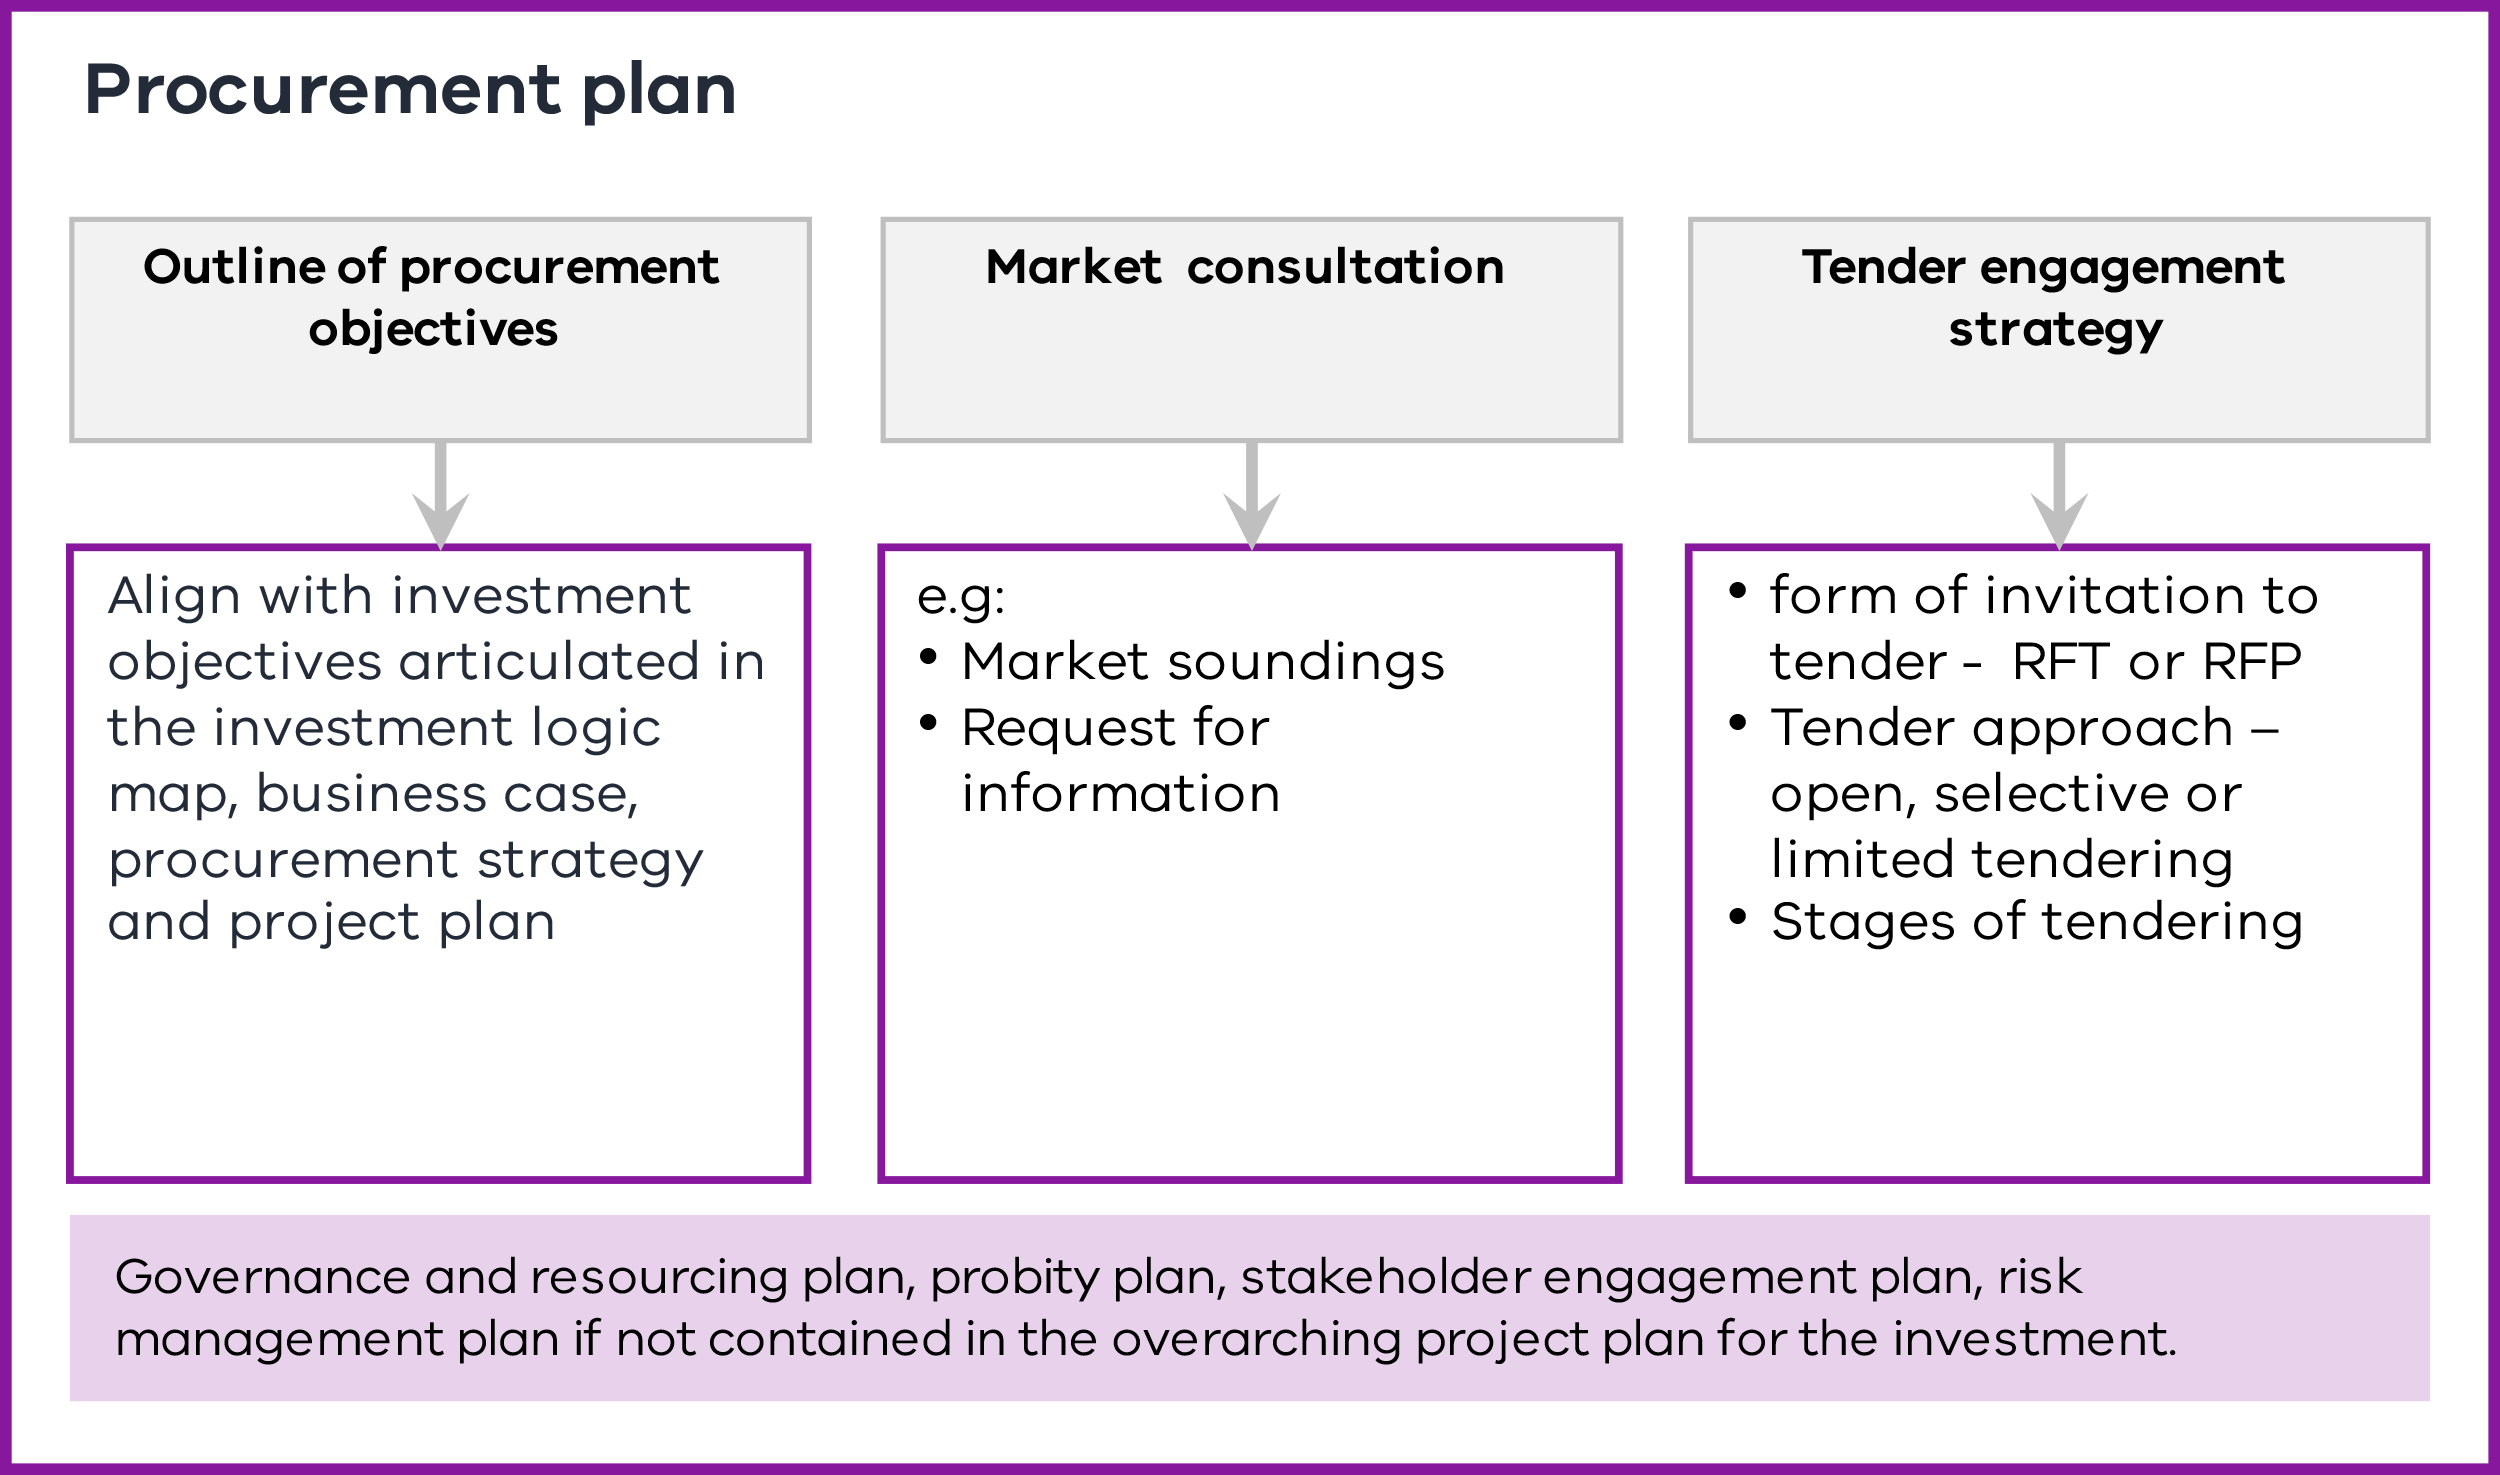 Procurement plan
Outline of procurement
objectives
Market consultation
Tender engagement
strategy
Align with investment
objectives articulated in
the investment logic
map, business case,
procurement strategy
and project plan
e.g:
• Market soundings
• Request for
information
• form of invitation to
tender - RFT or RFP
• Tender approach –
open, selective or
limited tendering
• Stages of tendering
Governance and resourcing plan, probity plan, stakeholder engagement plan, risk
management plan if not contained in the overarching project plan for the investment.